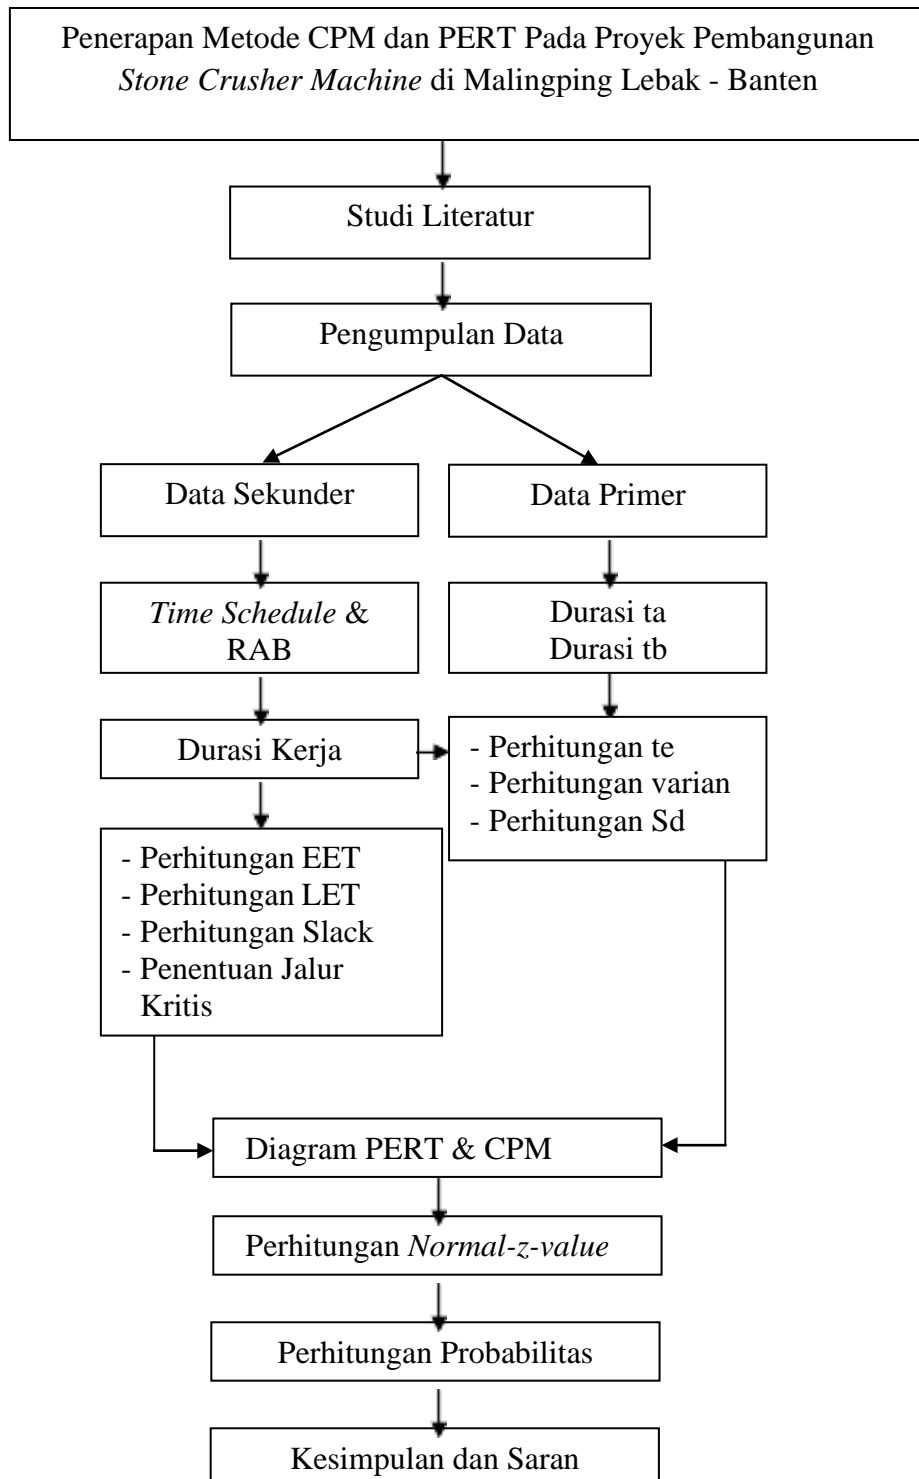 Penerapan Metode CPM dan PERT Pada Proyek Pembangunan
Stone Crusher Machine di Malingping Lebak - Banten
Studi Literatur
Pengumpulan Data
Data Sekunder
Data Primer
Time Schedule &
RAB
Durasi ta
Durasi tb
Durasi Kerja
- Perhitungan te
- Perhitungan varian
- Perhitungan Sd
- Perhitungan EET
- Perhitungan LET
- Perhitungan Slack
- Penentuan Jalur
Kritis
Diagram PERT & CPM
Perhitungan Normal-z-value
Perhitungan Probabilitas
Kesimpulan dan Saran